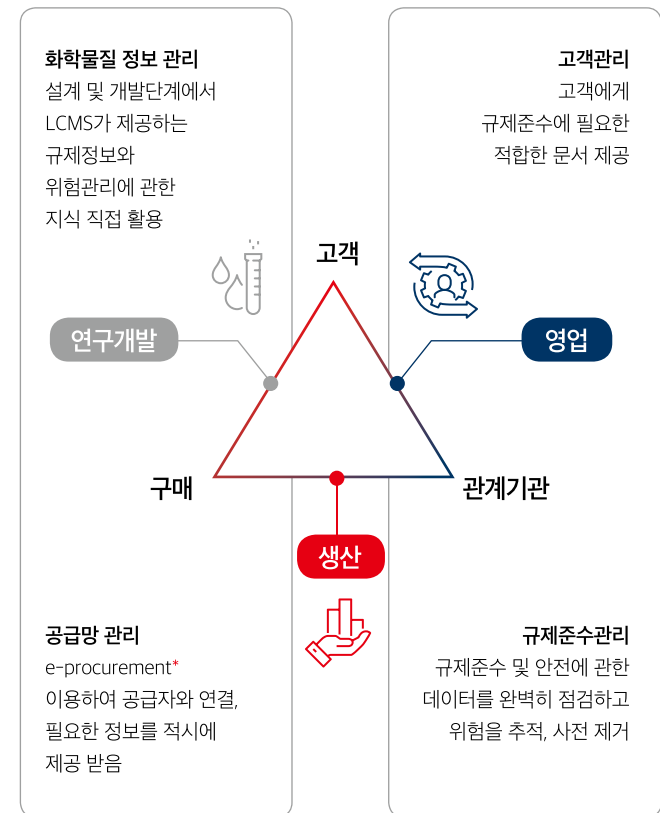 화학물질 정보 관리
설계 및 개발단계에서
LCMS가 제공하는
규제정보와
위험관리에 관한
지식 직접 활용
고객관리
고객에게
규제준수에 필요한
적합한 문서 제공
고객
연구개발
영업
구매
관계기관
생산
공급망 관리
e-procurement*
이용하여 공급자와 연결,
필요한 정보를 적시에
제공 받음
규제준수관리
규제준수 및 안전에 관한
데이터를 완벽히 점검하고
위험을 추적, 사전 제거